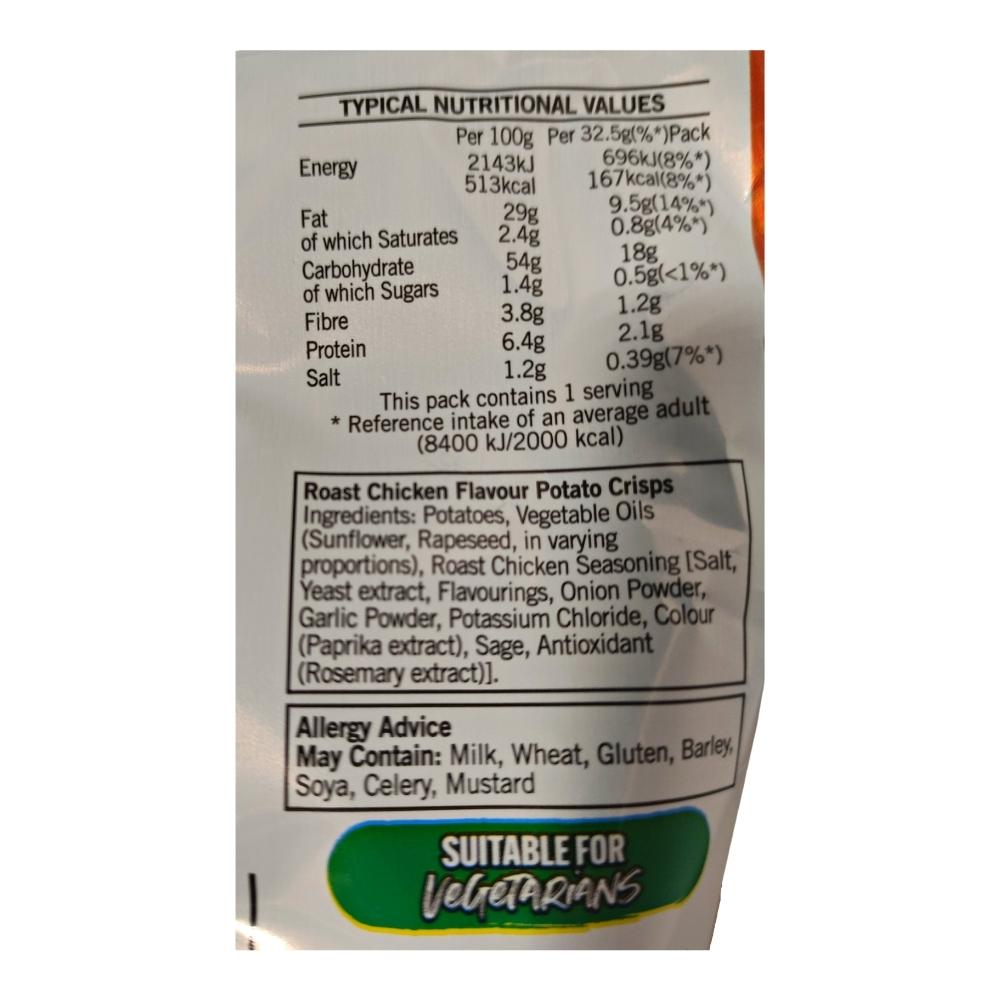 TYPICAL NUTRITIONAL VALUES
Per 100g Per 32.5g(%*)Pack
Energy 2143kJ 696kJ(8%*)
513kcal 167kcal(8%*)
Fat 29g 9.5g(14%*)
of which Saturates 2.4g 0.8g(4%*)
Carbohydrate 54g 18g
of which Sugars 1.4g 0.5g(<1%*)
Fibre 3.8g 1.2g
Protein 6.4g 2.1g
Salt 1.2g 0.39g(7%*)
This pack contains 1 serving
* Reference intake of an average adult
(8400 kJ/2000 kcal)
Roast Chicken Flavour Potato Crisps
Ingredients: Potatoes, Vegetable Oils
(Sunflower, Rapeseed, in varying
proportions), Roast Chicken Seasoning [Salt,
Yeast extract, Flavourings, Onion Powder,
Garlic Powder, Potassium Chloride, Colour
(Paprika extract), Sage, Antioxidant
(Rosemary extract)].
Allergy Advice
May Contain: Milk, Wheat, Gluten, Barley,
Soya, Celery, Mustard
SUITABLE FOR
VeGeTARiANS